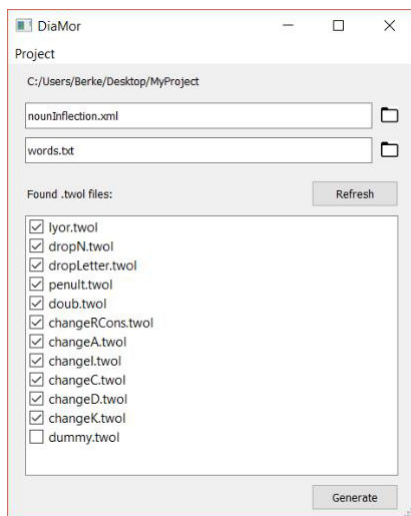 DiaMor
Project
C:/Users/Berke/Desktop/MyProject
nounInflection.xml
words.txt
Found .twol files:
Refresh
Iyor.twol
dropN.twol
dropLetter.twol
penult.twol
doub.twol
changeRCons.twol
changeA.twol
changeI.twol
changeC.twol
changeD.twol
changeK.twol
dummy.twol
Generate